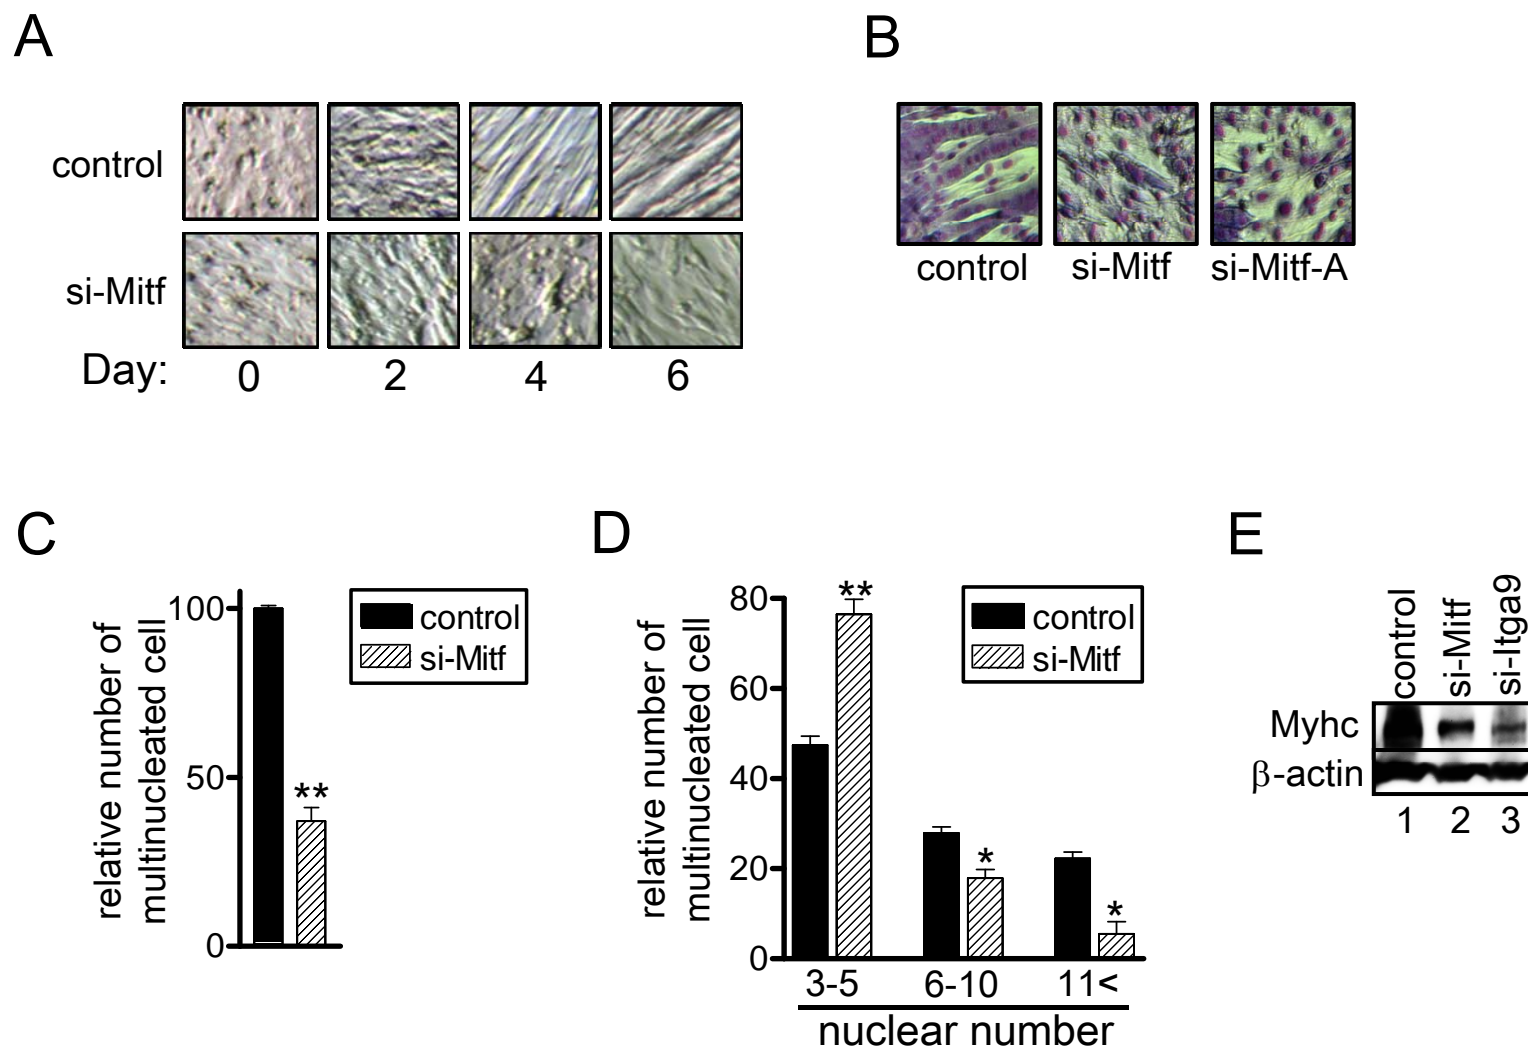 A
control
si-Mitf
Day: 0 2 4 6
B
control si-Mitf si-Mitf-A
C
relative number of
multinucleated cell
100
50
0
**
control
si-Mitf
D
relative number of
multinucleated cell
80
60
40
20
0
**
*
*
control
si-Mitf
3-5 6-10 11<
nuclear number
E
control
si-Mitf
si-Itga9
Myhc
β-actin
1 2 3